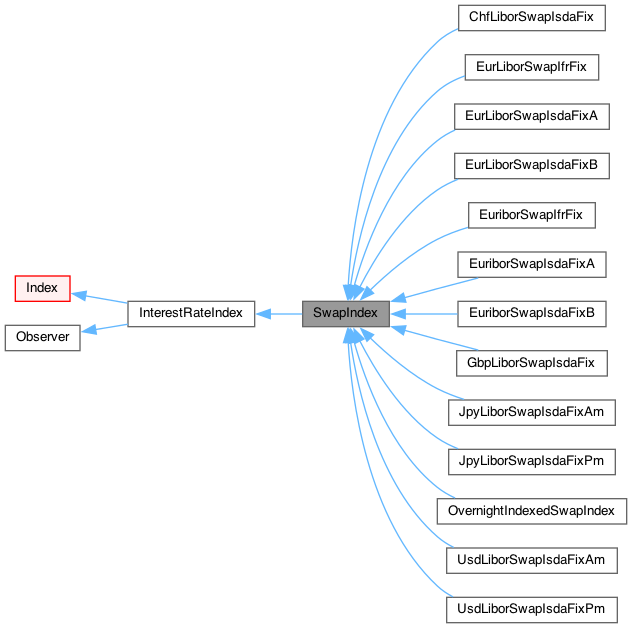 ChfLiborSwapIsdaFix
EurLiborSwapIfrFix
EurLiborSwapIsdaFixA
EurLiborSwapIsdaFixB
EuriborSwapIfrFix
EuriborSwapIsdaFixA
Index
InterestRateIndex
SwapIndex
EuriborSwapIsdaFixB
Observer
GbpLiborSwapIsdaFix
JpyLiborSwapIsdaFixAm
JpyLiborSwapIsdaFixPm
OvernightIndexedSwapIndex
UsdLiborSwapIsdaFixAm
UsdLiborSwapIsdaFixPm